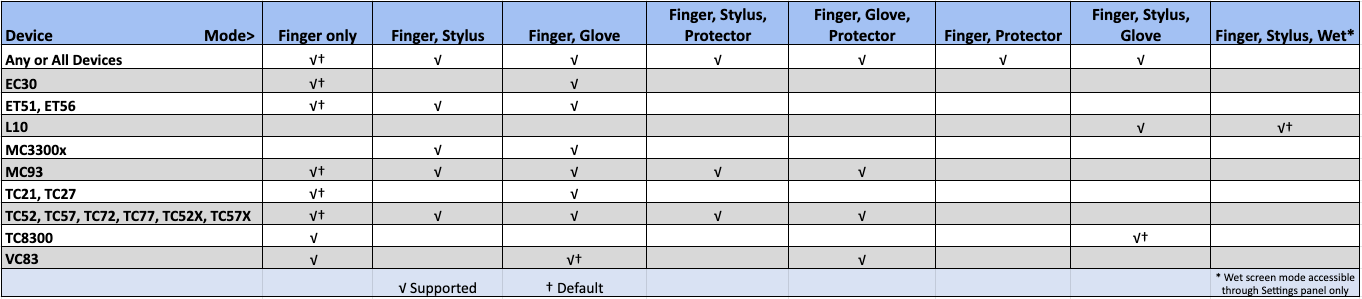 Device Mode> Finger only Finger, Stylus Finger, Glove Finger, Stylus, Protector Finger, Glove, Protector Finger, Protector Finger, Stylus, Glove Finger, Stylus, Wet*
Any or All Devices √† √ √ √ √ √ √
EC30 √† √
ET51, ET56 √† √ √
L10 √ √†
MC3300x √ √
MC93 √† √ √ √ √
TC21, TC27 √† √
TC52, TC57, TC72, TC77, TC52X, TC57X √† √ √ √ √
TC8300 √ √†
VC83 √ √† √
√ Supported † Default * Wet screen mode accessible
through Settings panel only